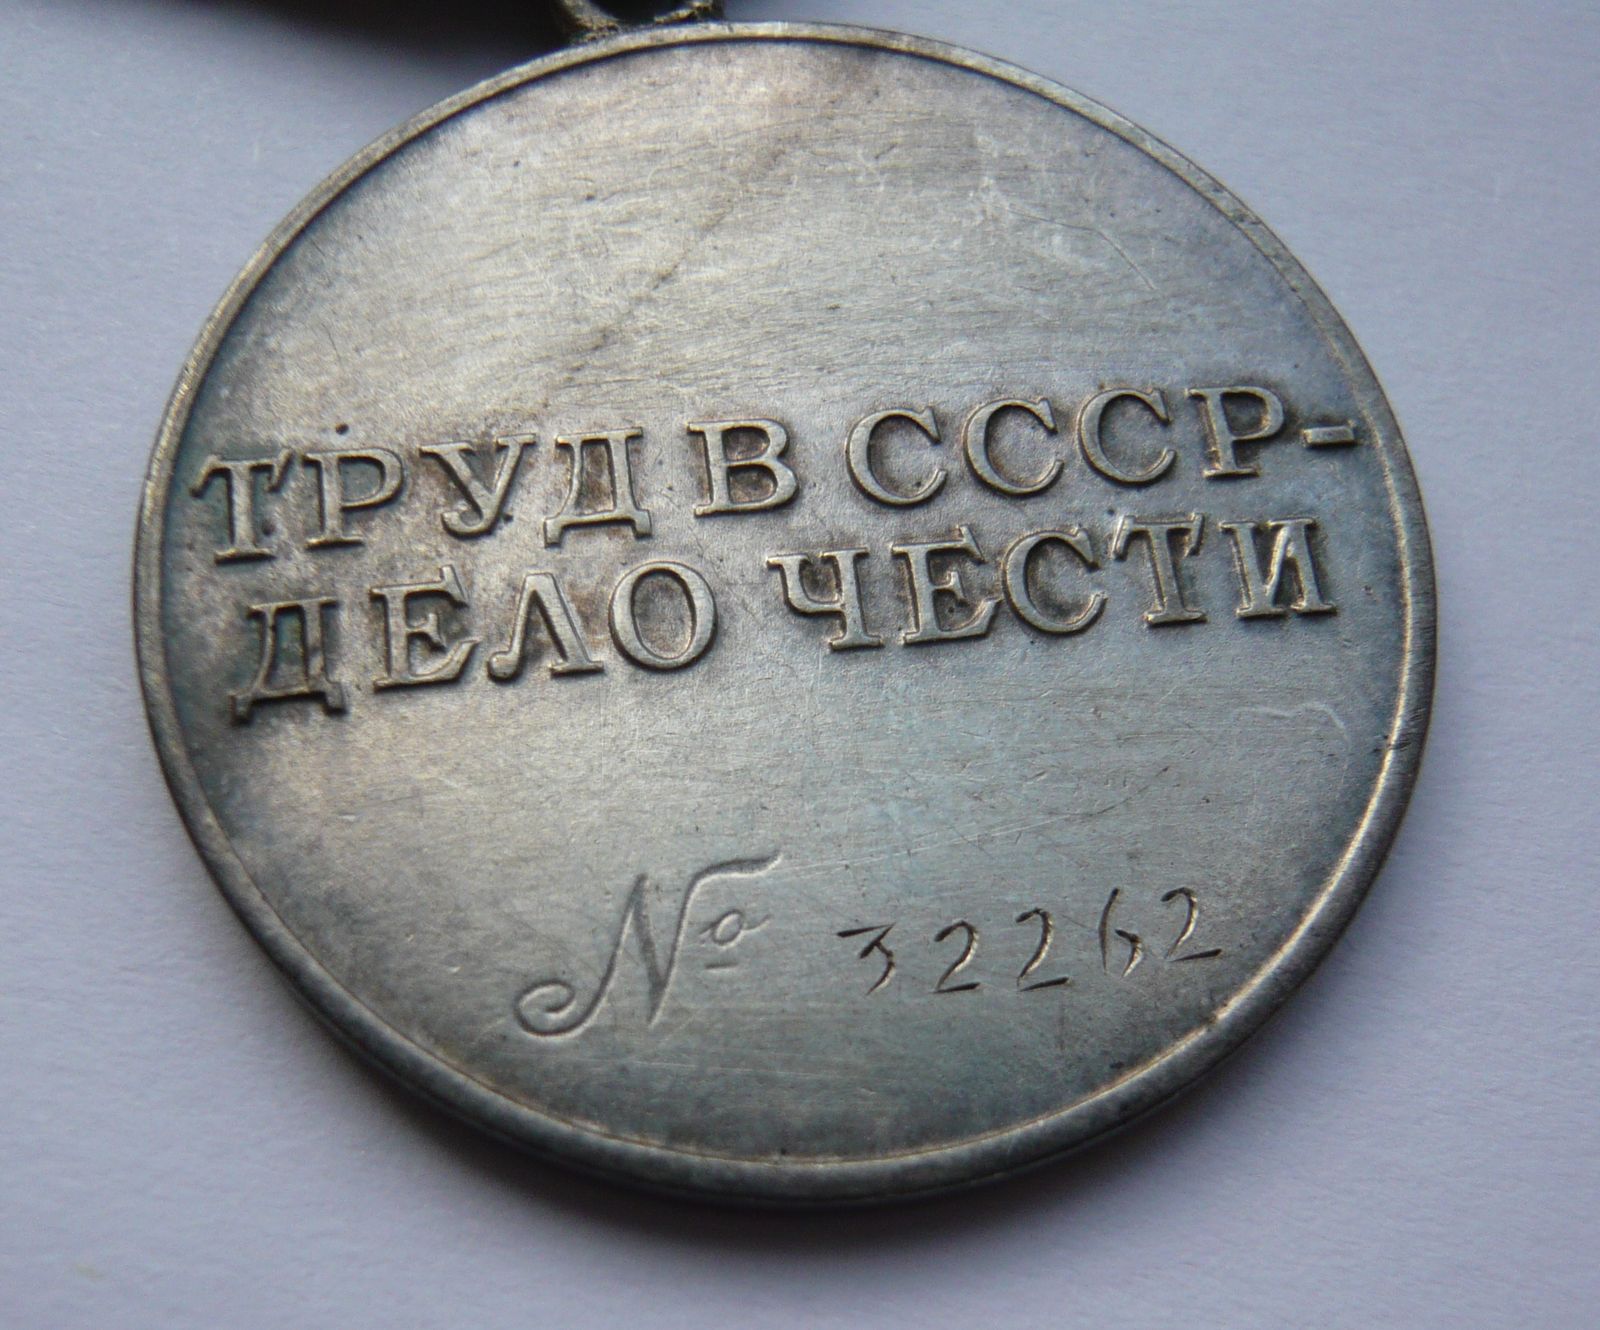 ТРУД В СССР-
ДЕЛО ЧЕСТИ
№ 32262